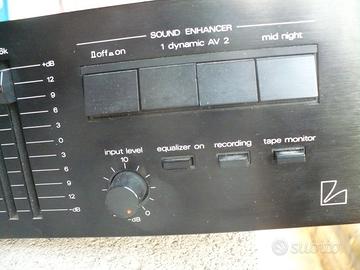 6k
SOUND ENHANCER
off on
1 dynamic AV 2
mid night
+dB
12
9
6
3
0
3
6
9
12
-dB
input level
10
-dB
0
equalizer on
recording
tape monitor
Subito